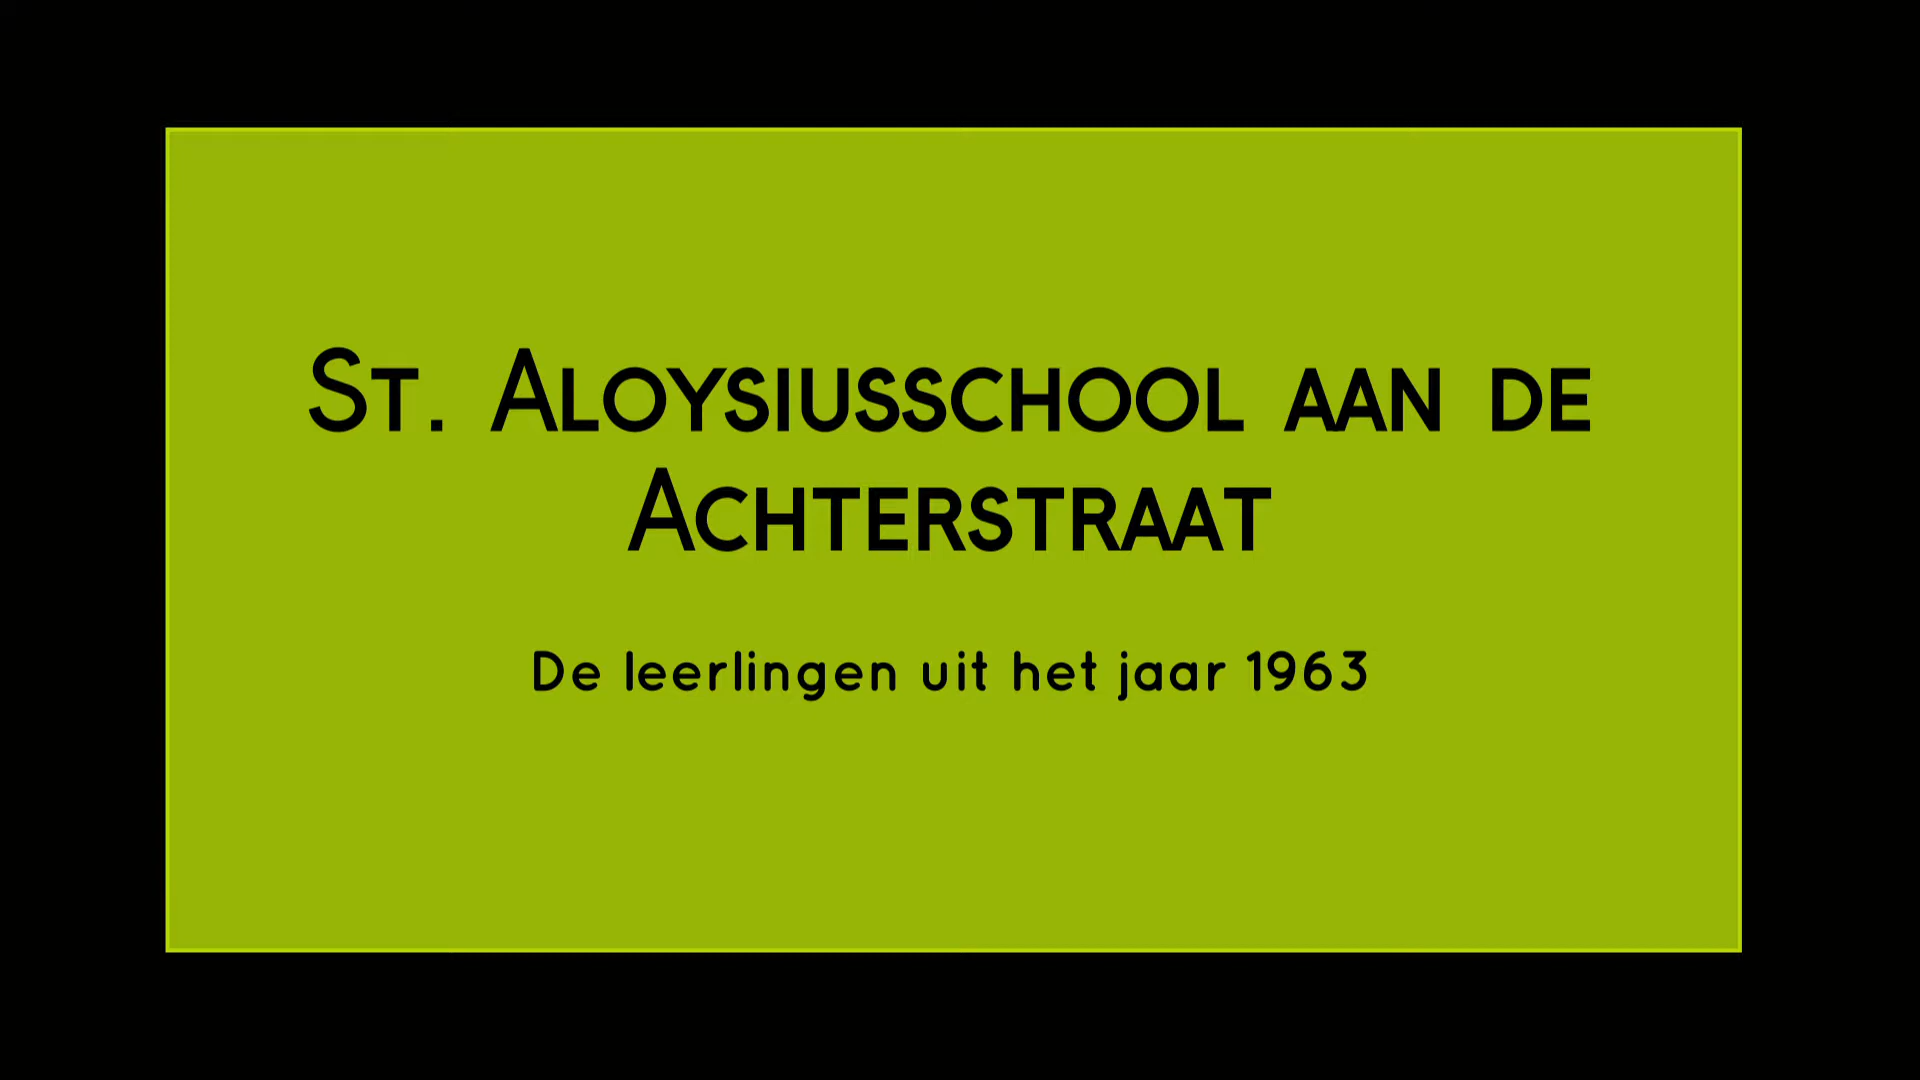 St. Aloysiusschool aan de
Achterstraat
De leerlingen uit het jaar 1963